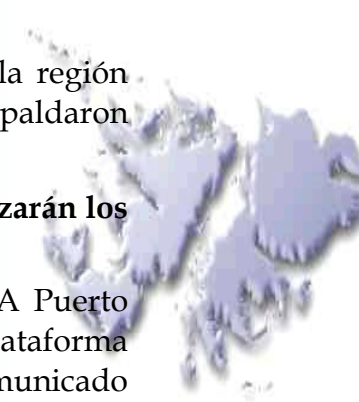 la región
paldaron
zarán los
A Puerto
ataforma
municado